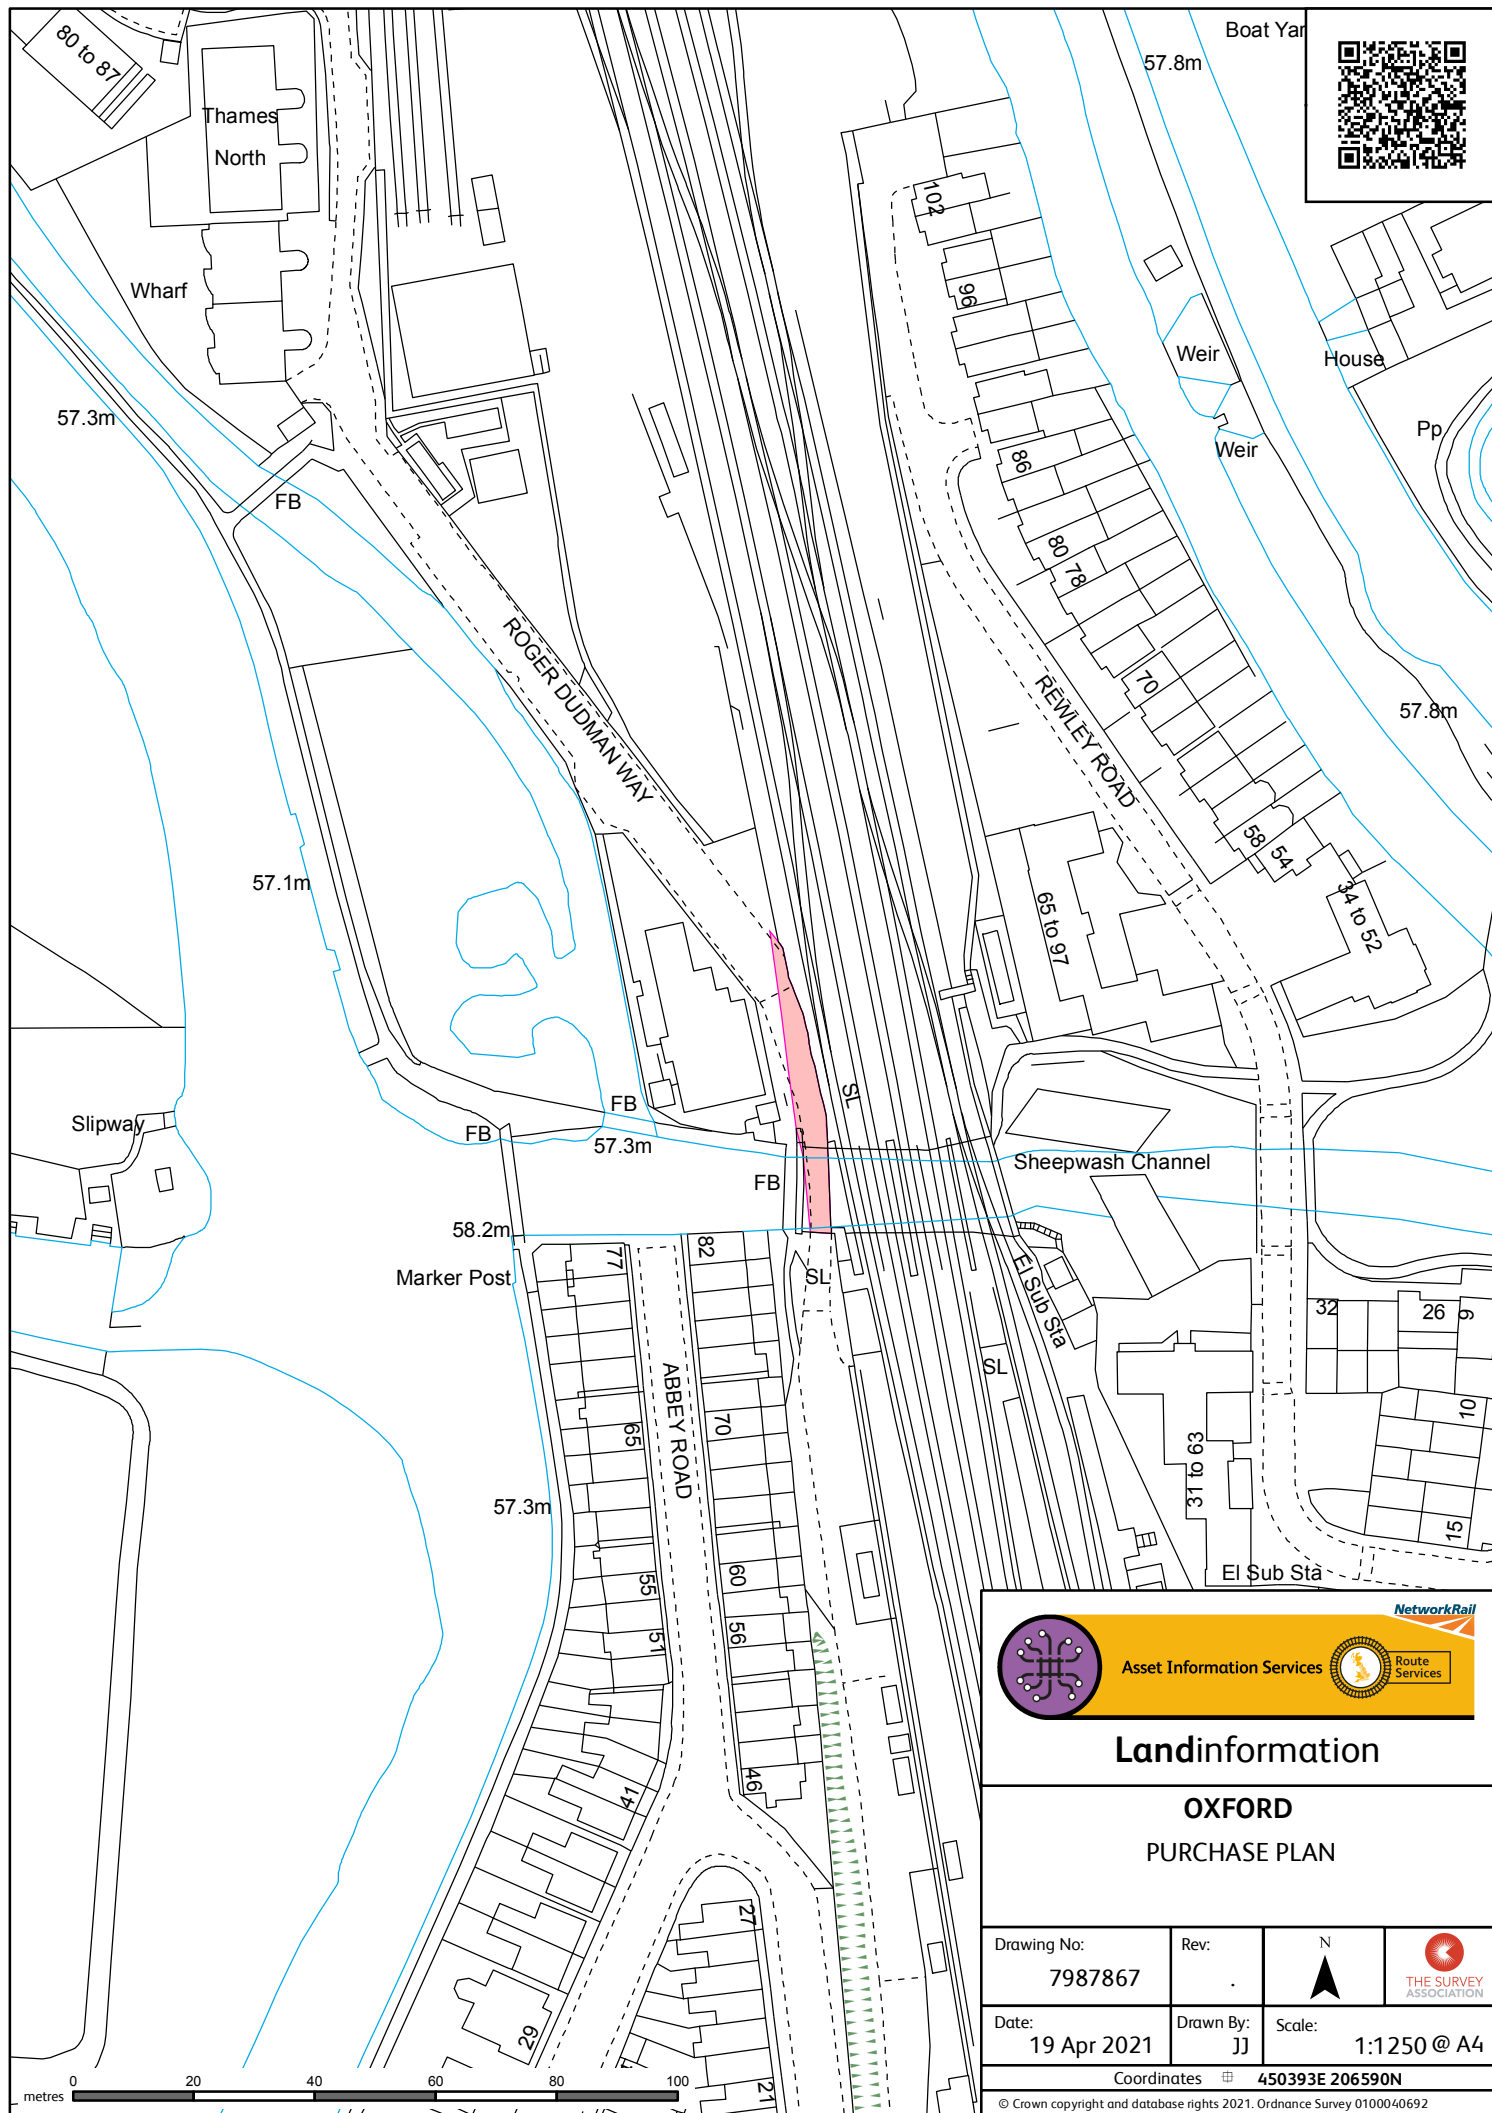 Boat Yar
57.8m
80 to 87
Thames
North
102
Wharf
96
Weir
House
57.3m
Pp
Weir
86
FB
80
78
ROGER DUDMAN WAY
70
REWLEY ROAD
57.8m
58
54
57.1m
34 to 52
65 to 97
SL
FB
Slipway
FB
57.3m
Sheepwash Channel
FB
58.2m
77
82
Marker Post
SL
El Sub Sta
32
26
9
SL
ABBEY ROAD
70
65
10
31 to 63
57.3m
15
60
55
El Sub Sta
56
51
46
41
27
29
21
metres
0 20 40 60 80 100
NetworkRail
Asset Information Services
Route
Services
Landinformation
OXFORD
PURCHASE PLAN
Drawing No:
7987867
Rev:
.
N
THE SURVEY
ASSOCIATION
Date:
19 Apr 2021
Drawn By:
JJ
Scale:
1:1250 @ A4
Coordinates 450393E 206590N
© Crown copyright and database rights 2021. Ordnance Survey 0100040692